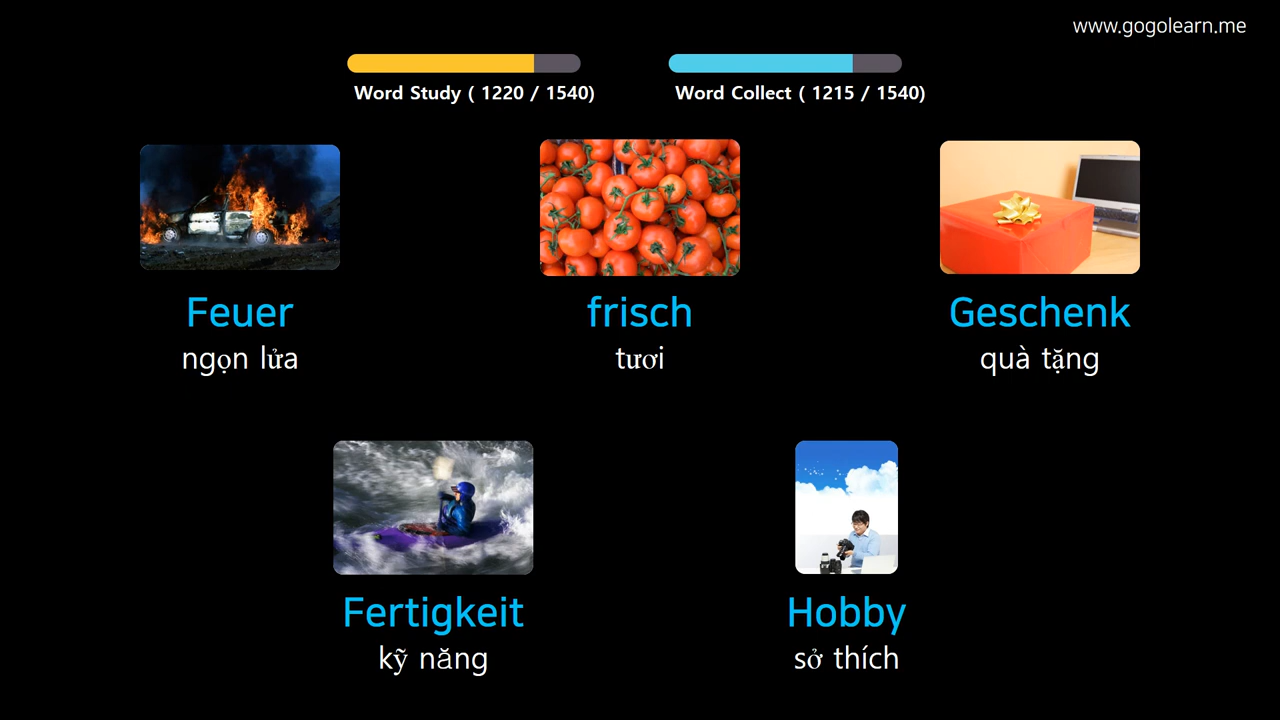 www.gogolearn.me
Word Study ( 1220 / 1540)
Word Collect ( 1215 / 1540)
Feuer
ngọn lửa
frisch
tươi
Geschenk
quà tặng
Fertigkeit
kỹ năng
Hobby
sở thích